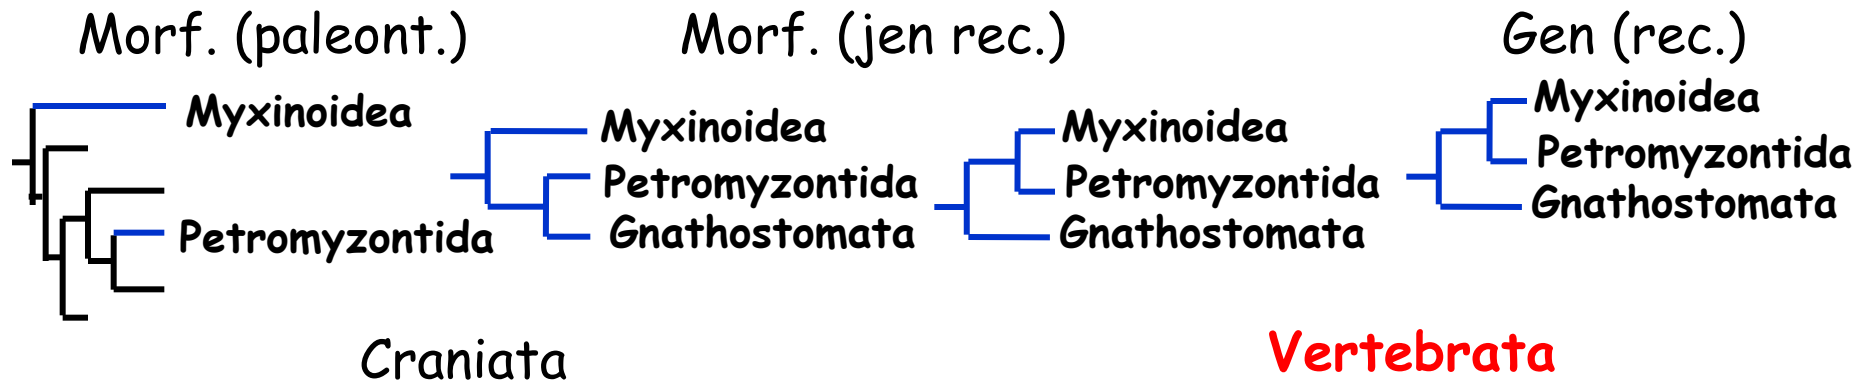 Morf. (paleont.)
Morf. (jen rec.)
Gen (rec.)
Myxinoidea
Petromyzontida
Myxinoidea
Petromyzontida
Gnathostomata
Myxinoidea
Petromyzontida
Gnathostomata
Myxinoidea
Petromyzontida
Gnathostomata
Craniata
Vertebrata